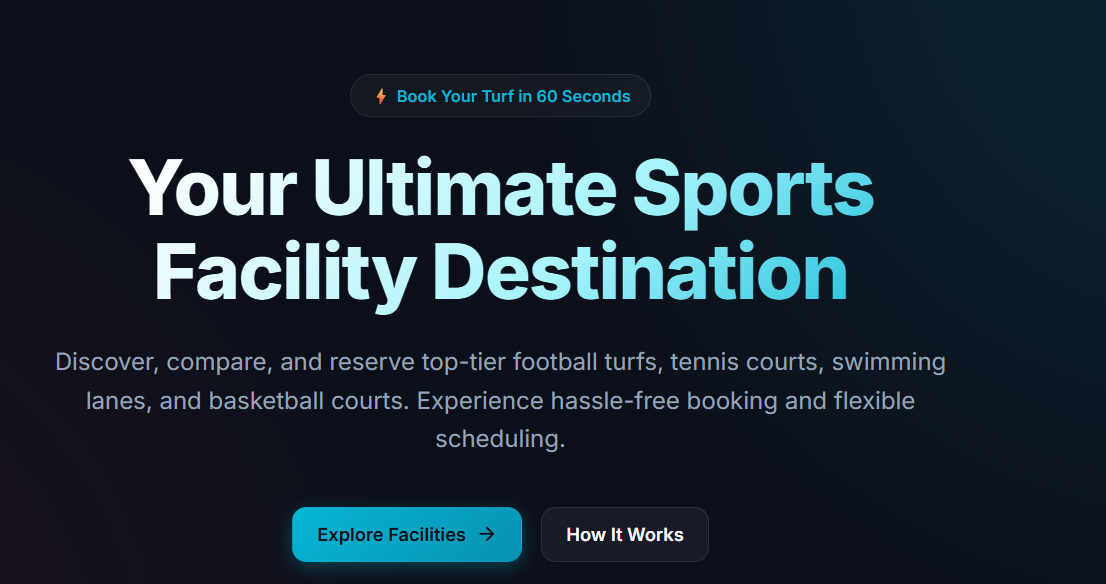 Book Your Turf in 60 Seconds
Your Ultimate Sports
Facility Destination
Discover, compare, and reserve top-tier football turfs, tennis courts, swimming
lanes, and basketball courts. Experience hassle-free booking and flexible
scheduling.
Explore Facilities →
How It Works